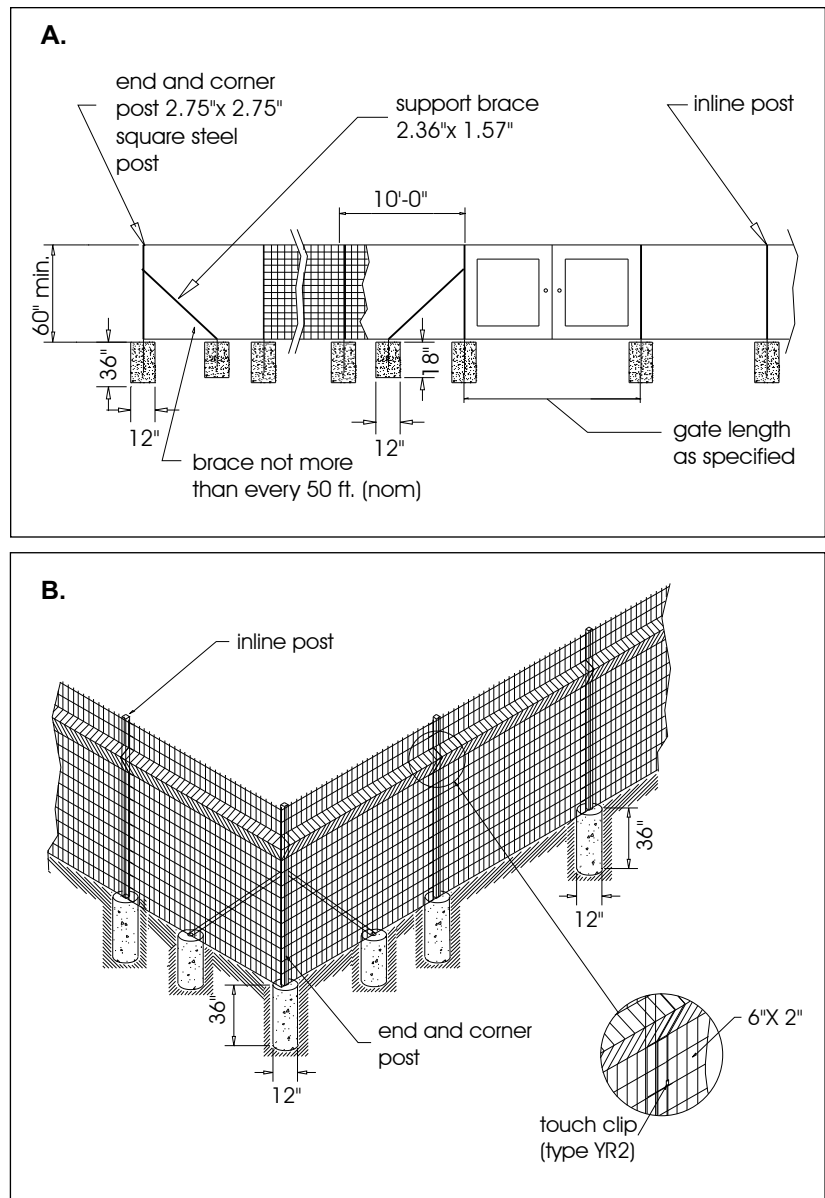 A.
end and corner
post 2.75"x 2.75"
square steel
post
support brace
2.36"x 1.57"
inline post
10'-0"
60" min.
36"
18"
12"
12"
brace not more
than every 50 ft. (nom)
gate length
as specified
B.
inline post
36"
12"
36"
12"
end and corner
post
6"X 2"
touch clip
(type YR2)